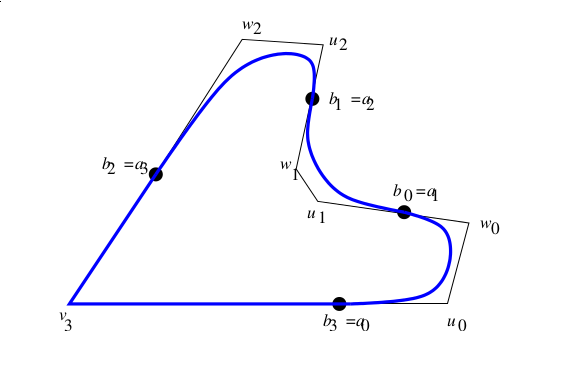 w2
u2
b1 =a2
w1
b2 =a3
b0=a1
u1
w0
v3
b3 =a0
u0